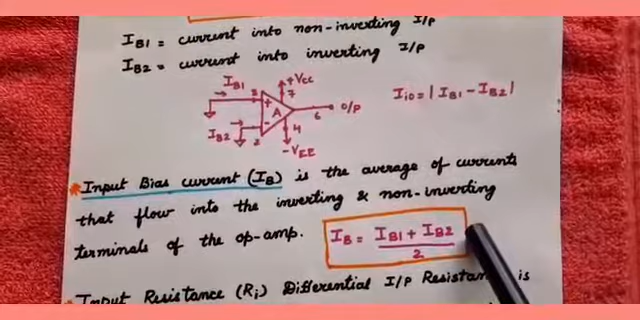 IB1 = current into non-inverting I/P
IB2 = current into inverting I/P
IB1
+Vcc
3
7
+
A
-
6
O/P
Iio = | IB1 - IB2 |
IB2
2
4
-VEE
*Input Bias current (IB) is the average of currents
that flow into the inverting & non-inverting
terminals of the op-amp.
IB = IB1 + IB2
2
*Input Resistance (Ri) Differential I/P is